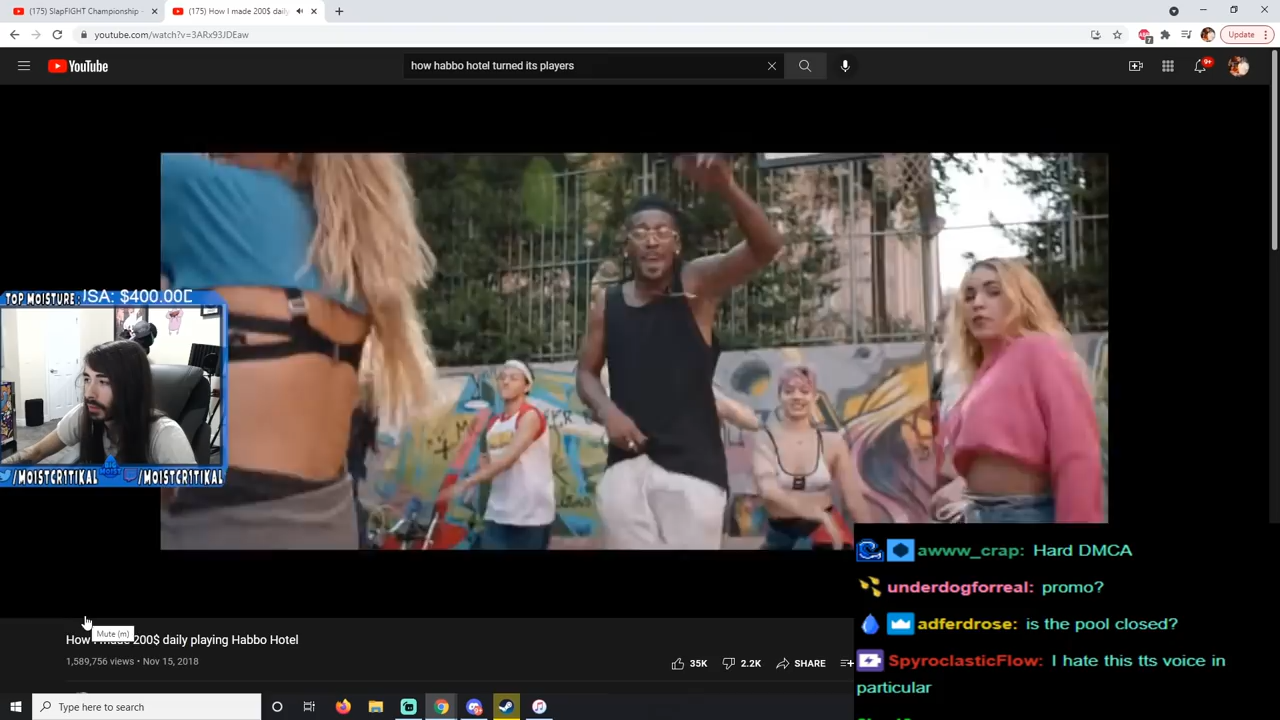 (175) SlapFIGHT Championship -
(175) How I made 200$ daily
youtube.com/watch?v=3ARx93JDEaw
7
Update
YouTube
how habbo hotel turned its players
9+
TOP MOISTURE:
ISA: $400.00
/MOISTCRITIKAL
/MOISTCRITIKAL
Mute (m)
How I made 200$ daily playing Habbo Hotel
1,589,756 views • Nov 15, 2018
35K
2.2K
SHARE
awww_crap: Hard DMCA
underdogforreal: promo?
adferdrose: is the pool closed?
SpyroclasticFlow: I hate this tts voice in
particular
Type here to search